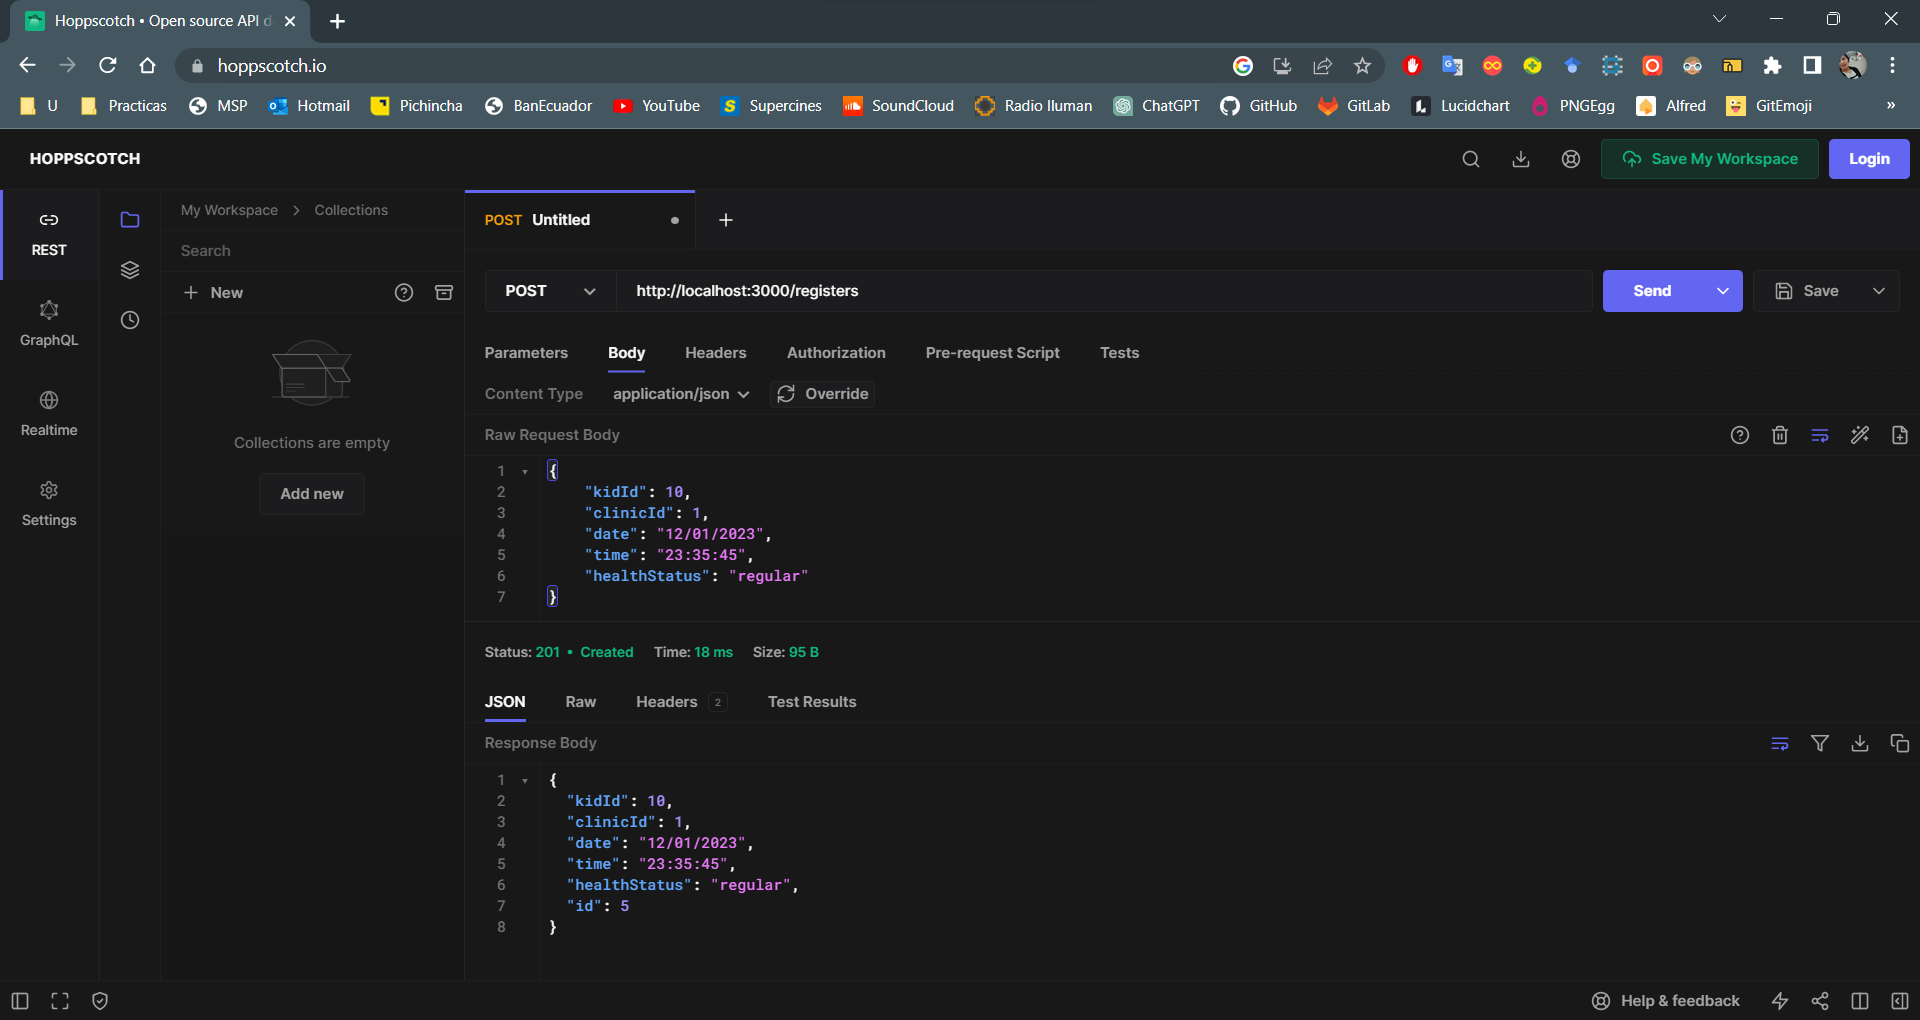 Hoppscotch • Open source API d
hoppscotch.io
U Practicas MSP Hotmail Pichincha BanEcuador YouTube Supercines SoundCloud Radio Iluman ChatGPT GitHub GitLab Lucidchart PNGEgg Alfred GitEmoji »
HOPPSCOTCH
Save My Workspace
Login
REST
GraphQL
Realtime
Settings
My Workspace > Collections
Search
+ New
Collections are empty
Add new
POST Untitled
POST
http://localhost:3000/registers
Send
Save
Parameters Body Headers Authorization Pre-request Script Tests
Content Type application/json Override
Raw Request Body
1 {
2 "kidId": 10,
3 "clinicId": 1,
4 "date": "12/01/2023",
5 "time": "23:35:45",
6 "healthStatus": "regular"
7 }
Status: 201 • Created Time: 18 ms Size: 95 B
JSON Raw Headers 2 Test Results
Response Body
1 {
2 "kidId": 10,
3 "clinicId": 1,
4 "date": "12/01/2023",
5 "time": "23:35:45",
6 "healthStatus": "regular",
7 "id": 5
8 }
Help & feedback